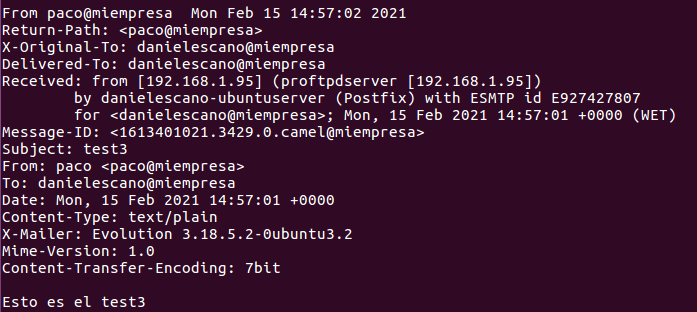 From paco@miempresa  Mon Feb 15 14:57:02 2021
Return-Path: <paco@miempresa>
X-Original-To: danielescano@miempresa
Delivered-To: danielescano@miempresa
Received: from [192.168.1.95] (proftpdserver [192.168.1.95])
        by danielescano-ubuntuserver (Postfix) with ESMTP id E927427807
        for <danielescano@miempresa>; Mon, 15 Feb 2021 14:57:01 +0000 (WET)
Message-ID: <1613401021.3429.0.camel@miempresa>
Subject: test3
From: paco <paco@miempresa>
To: danielescano@miempresa
Date: Mon, 15 Feb 2021 14:57:01 +0000
Content-Type: text/plain
X-Mailer: Evolution 3.18.5.2-0ubuntu3.2
Mime-Version: 1.0
Content-Transfer-Encoding: 7bit

Esto es el test3